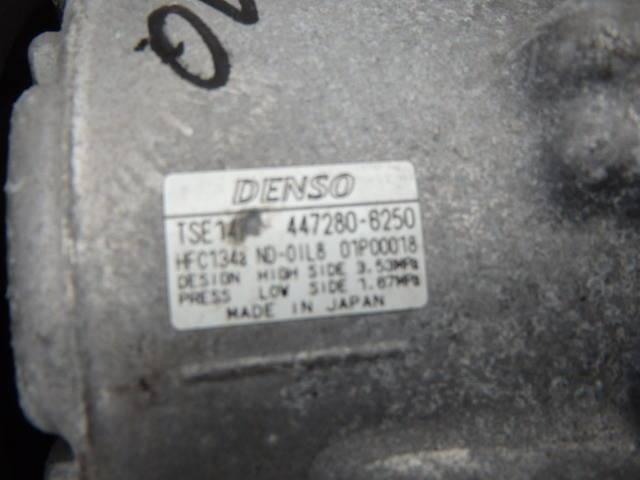 DENSO
447280-6250
HFC134a ND-OIL8 01P00018
DESIGN HIGH SIDE 3.53MPa
PRESS LOW SIDE 1.67MPa
MADE IN JAPAN